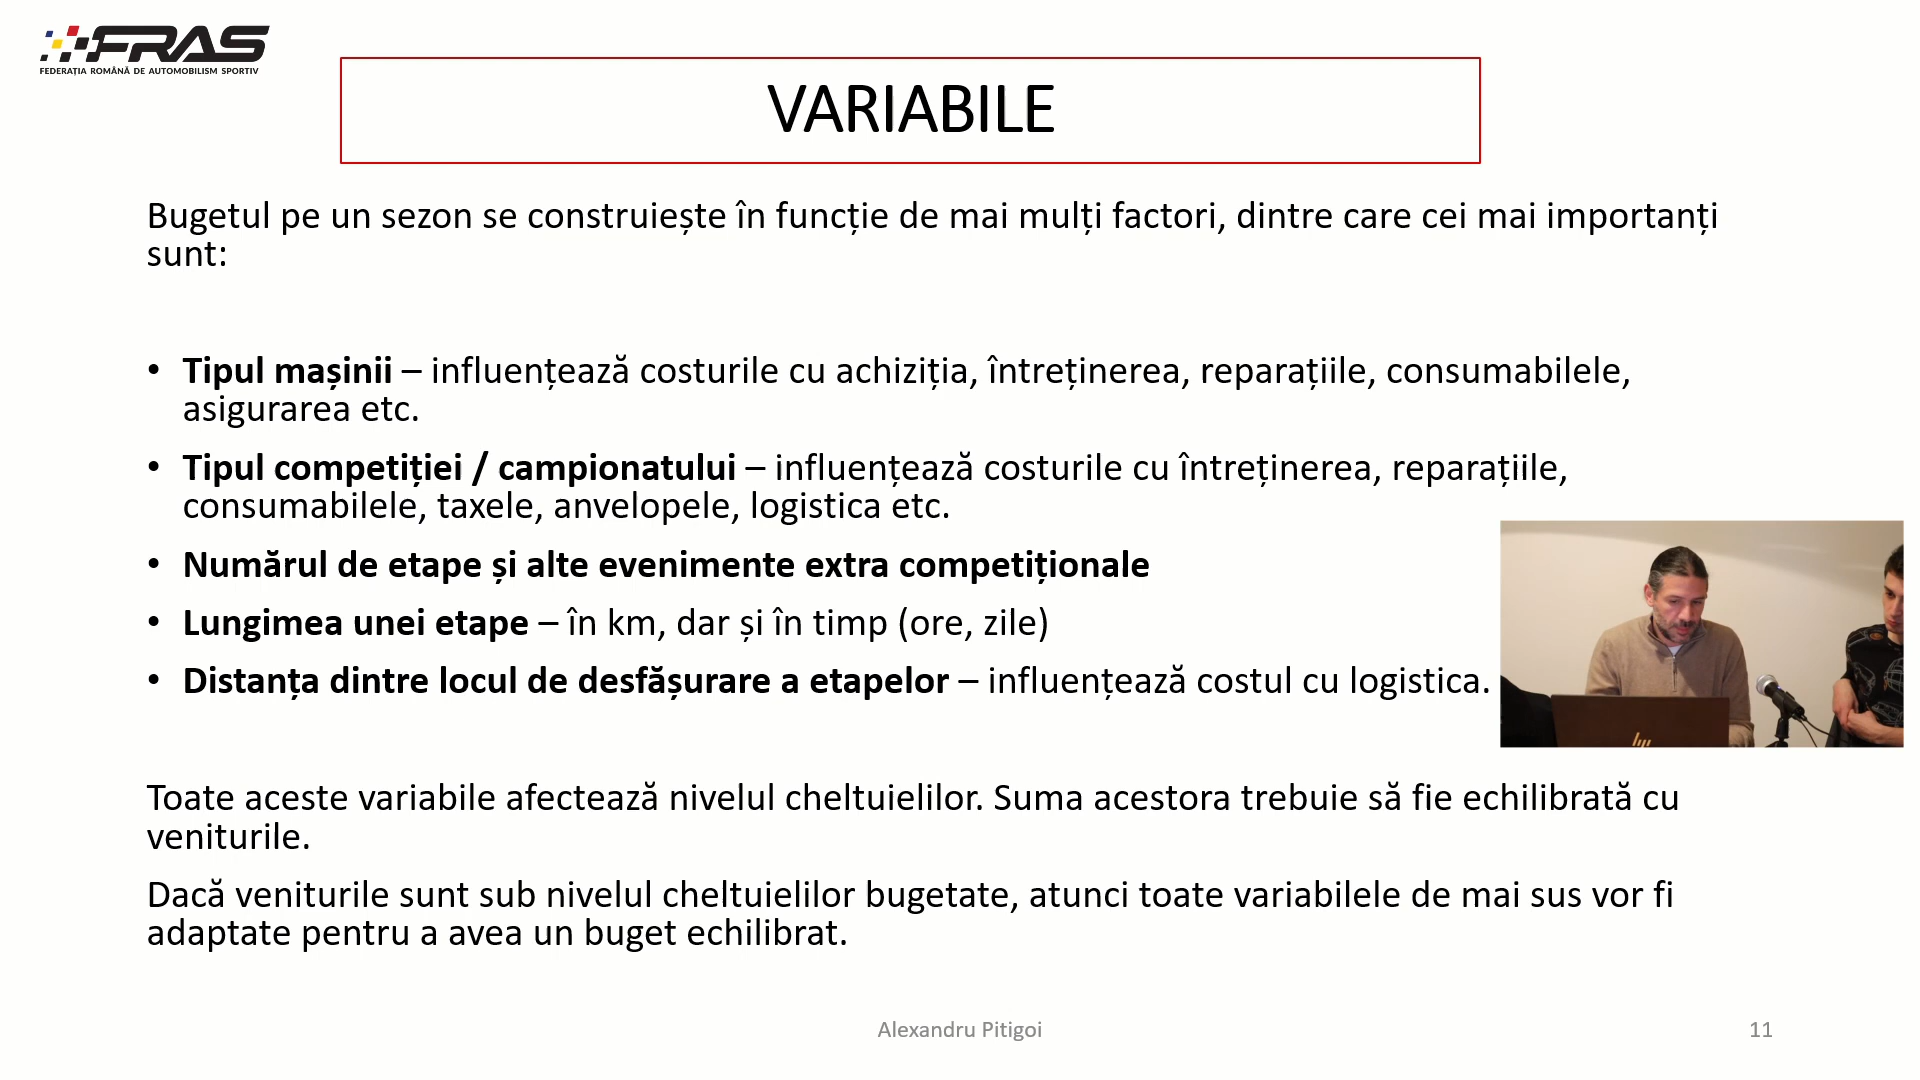 FRAS
FEDERAȚIA ROMÂNĂ DE AUTOMOBILISM SPORTIV
VARIABILE
Bugetul pe un sezon se construiește în funcție de mai mulți factori, dintre care cei mai importanți
sunt:
• Tipul mașinii – influențează costurile cu achiziția, întreținerea, reparațiile, consumabilele,
asigurarea etc.
• Tipul competiției / campionatului – influențează costurile cu întreținerea, reparațiile,
consumabilele, taxele, anvelopele, logistica etc.
• Numărul de etape și alte evenimente extra competiționale
• Lungimea unei etape – în km, dar și în timp (ore, zile)
• Distanța dintre locul de desfășurare a etapelor – influențează costul cu logistica.
hp
Toate aceste variabile afectează nivelul cheltuielilor. Suma acestora trebuie să fie echilibrată cu
veniturile.
Dacă veniturile sunt sub nivelul cheltuielilor bugetate, atunci toate variabilele de mai sus vor fi
adaptate pentru a avea un buget echilibrat.
Alexandru Pitigoi
11